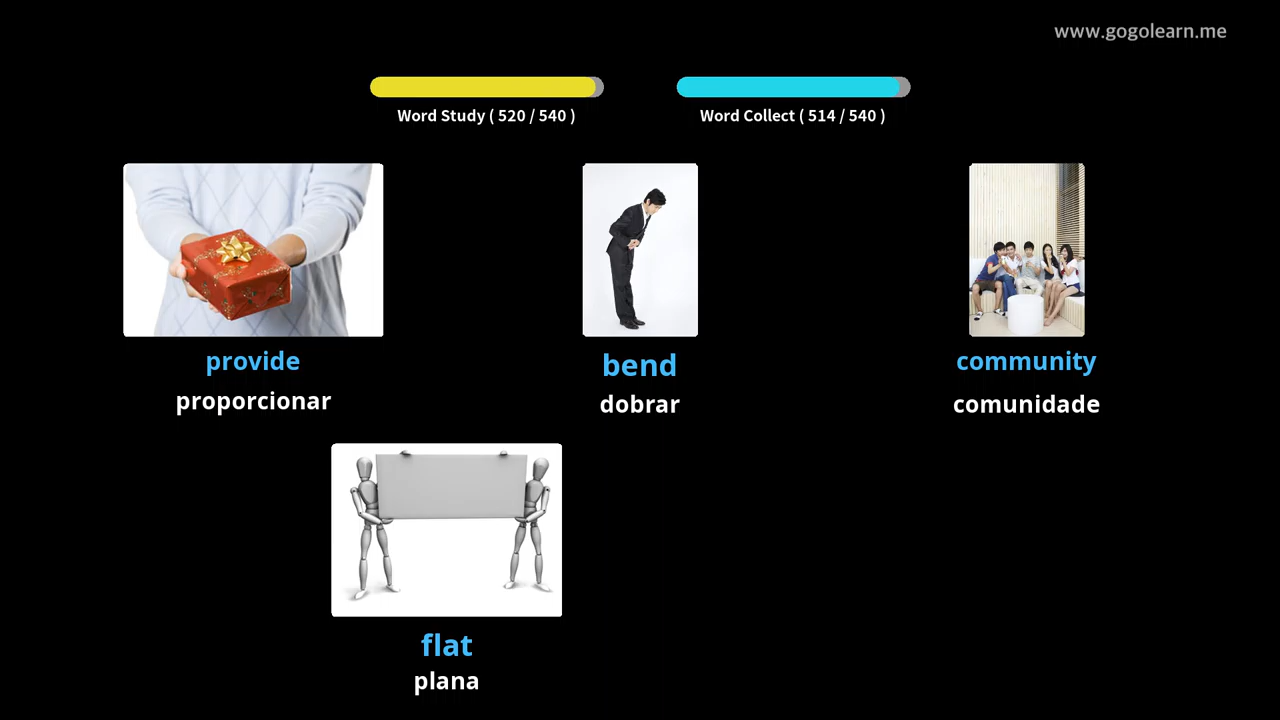 www.gogolearn.me
Word Study ( 520 / 540 )
Word Collect ( 514 / 540 )
provide
proporcionar
bend
dobrar
community
comunidade
flat
plana